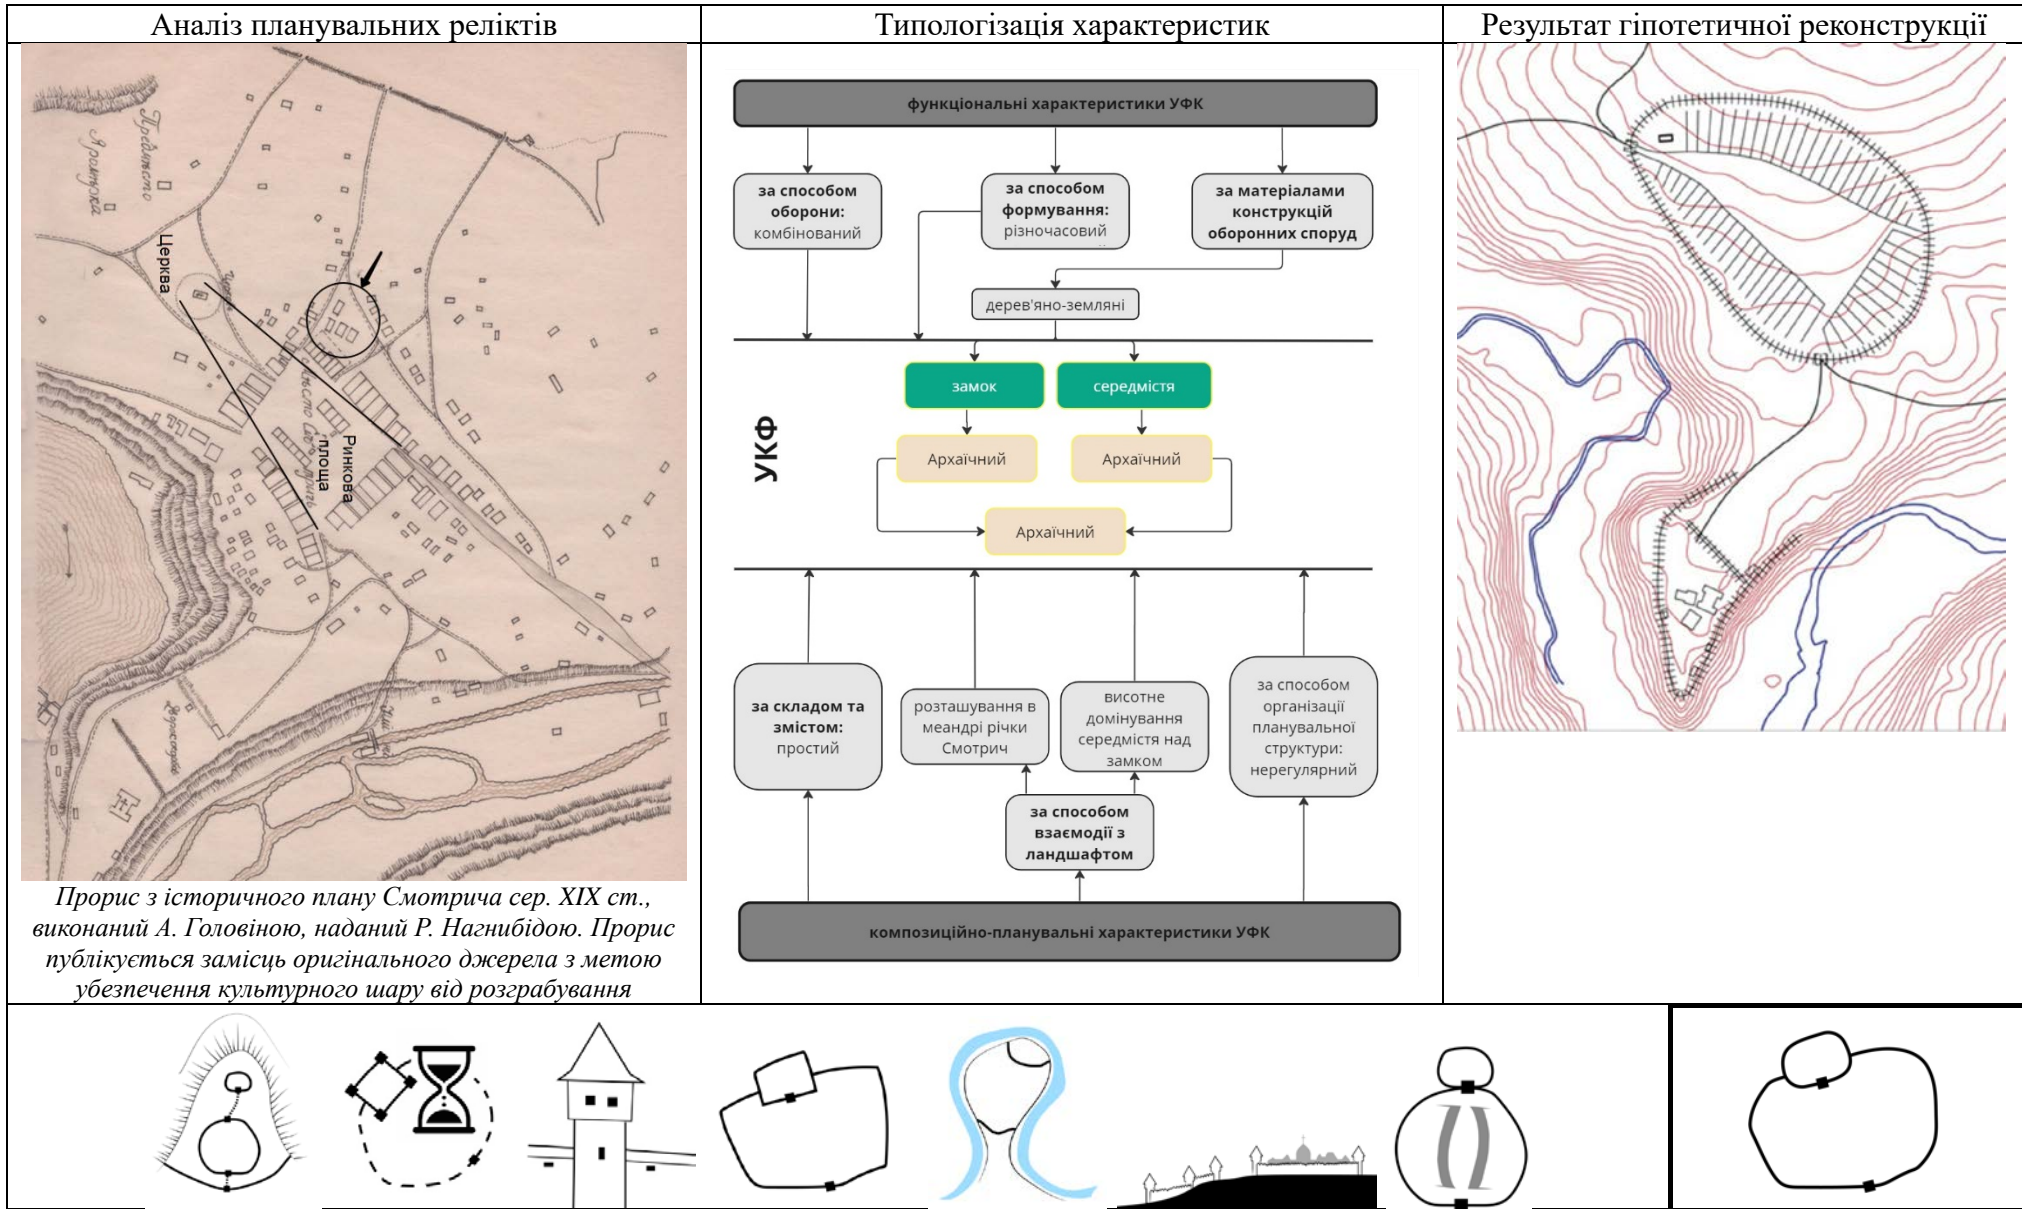 Аналіз планувальних реліктів
Типологізація характеристик
Результат гіпотетичної реконструкції
Предмѣстю
Яромурка
Церква
Ринкова
площа
Прорис з історичного плану Смотрича сер. XIX ст.,
виконаний А. Головіною, наданий Р. Нагнибідою. Прорис
публікується замісць оригінального джерела з метою
убезпечення культурного шару від розграбування
функціональні характеристики УФК
за способом
оборони:
комбінований
за способом
формування:
різночасовий
за матеріалами
конструкцій
оборонних споруд
дерев'яно-земляні
УКФ
замок
середмістя
Архаїчний
Архаїчний
Архаїчний
за складом та
змістом:
простий
розташування в
меандрі річки
Смотрич
висотне
домінування
середмістя над
замком
за способом
організації
планувальної
структури:
нерегулярний
за способом
взаємодії з
ландшафтом
композиційно-планувальні характеристики УФК